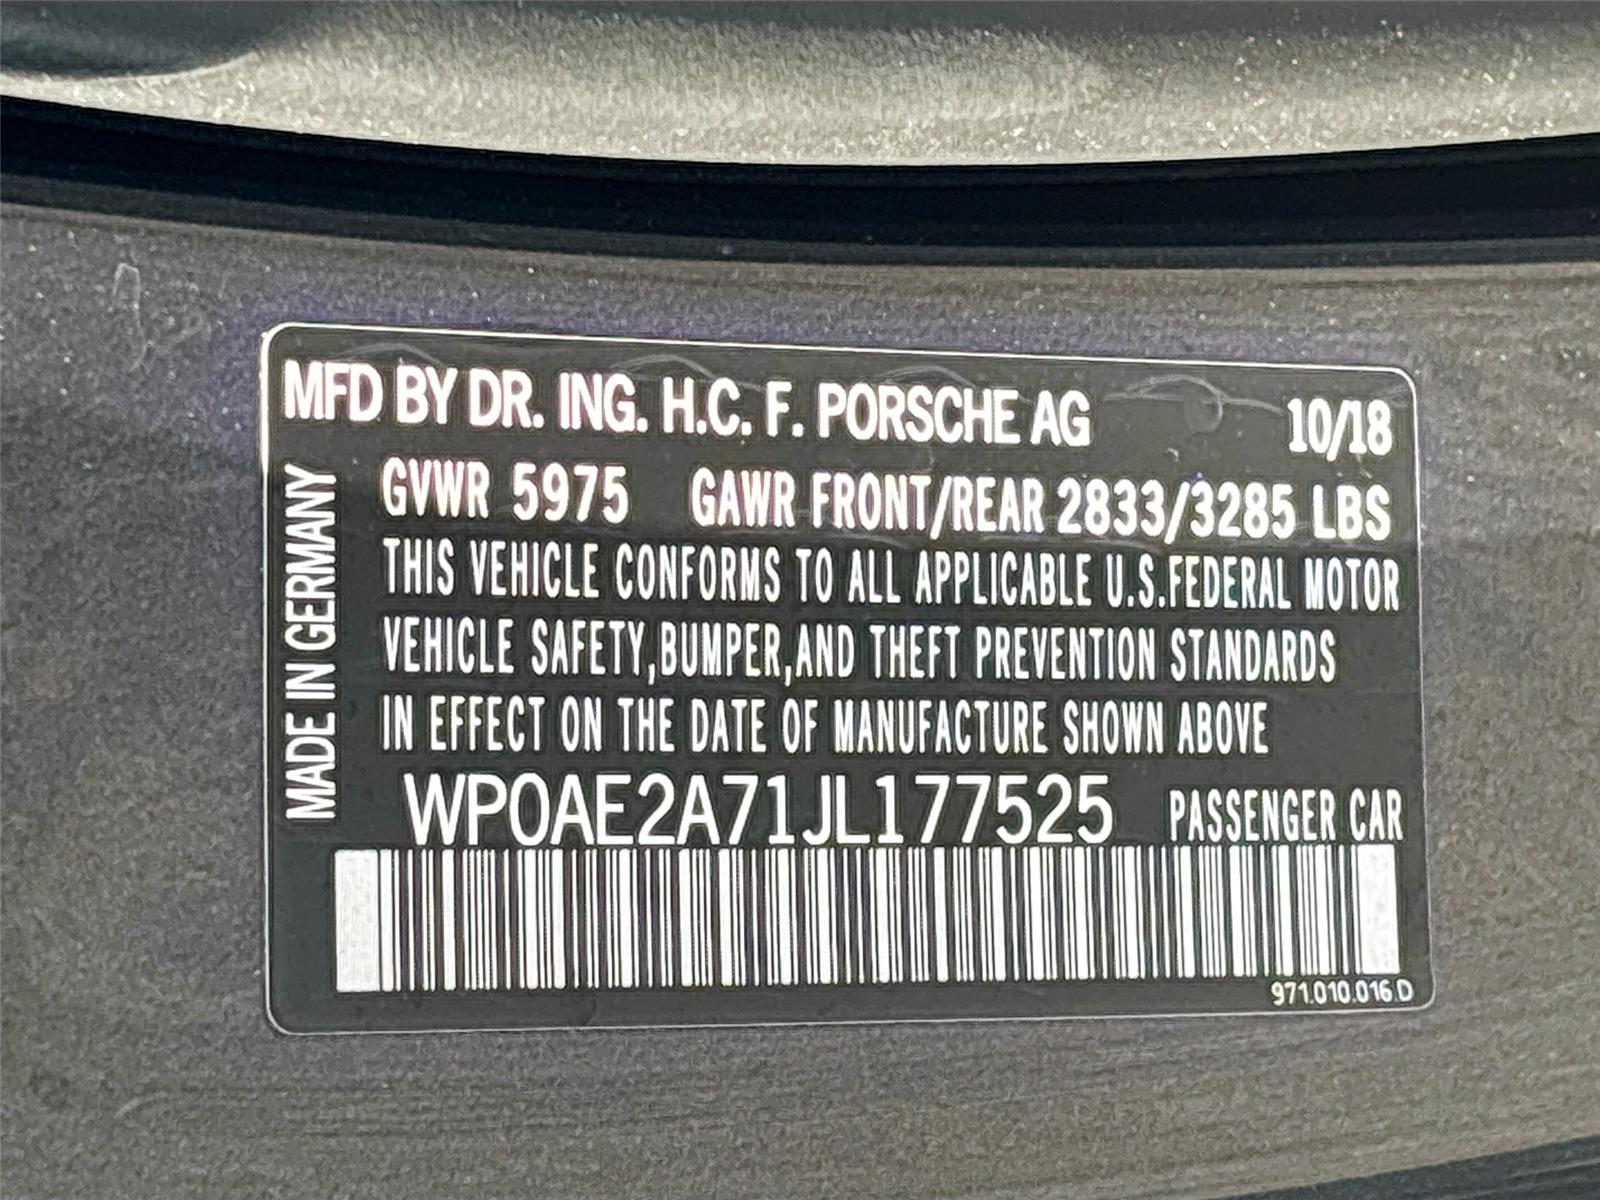 MFD BY DR. ING. H.C. F. PORSCHE AG 10/18
MADE IN GERMANY
GVWR 5975 GAWR FRONT/REAR 2833/3285 LBS
THIS VEHICLE CONFORMS TO ALL APPLICABLE U.S.FEDERAL MOTOR
VEHICLE SAFETY,BUMPER,AND THEFT PREVENTION STANDARDS
IN EFFECT ON THE DATE OF MANUFACTURE SHOWN ABOVE
WP0AE2A71JL177525 PASSENGER CAR
971.010.016.D